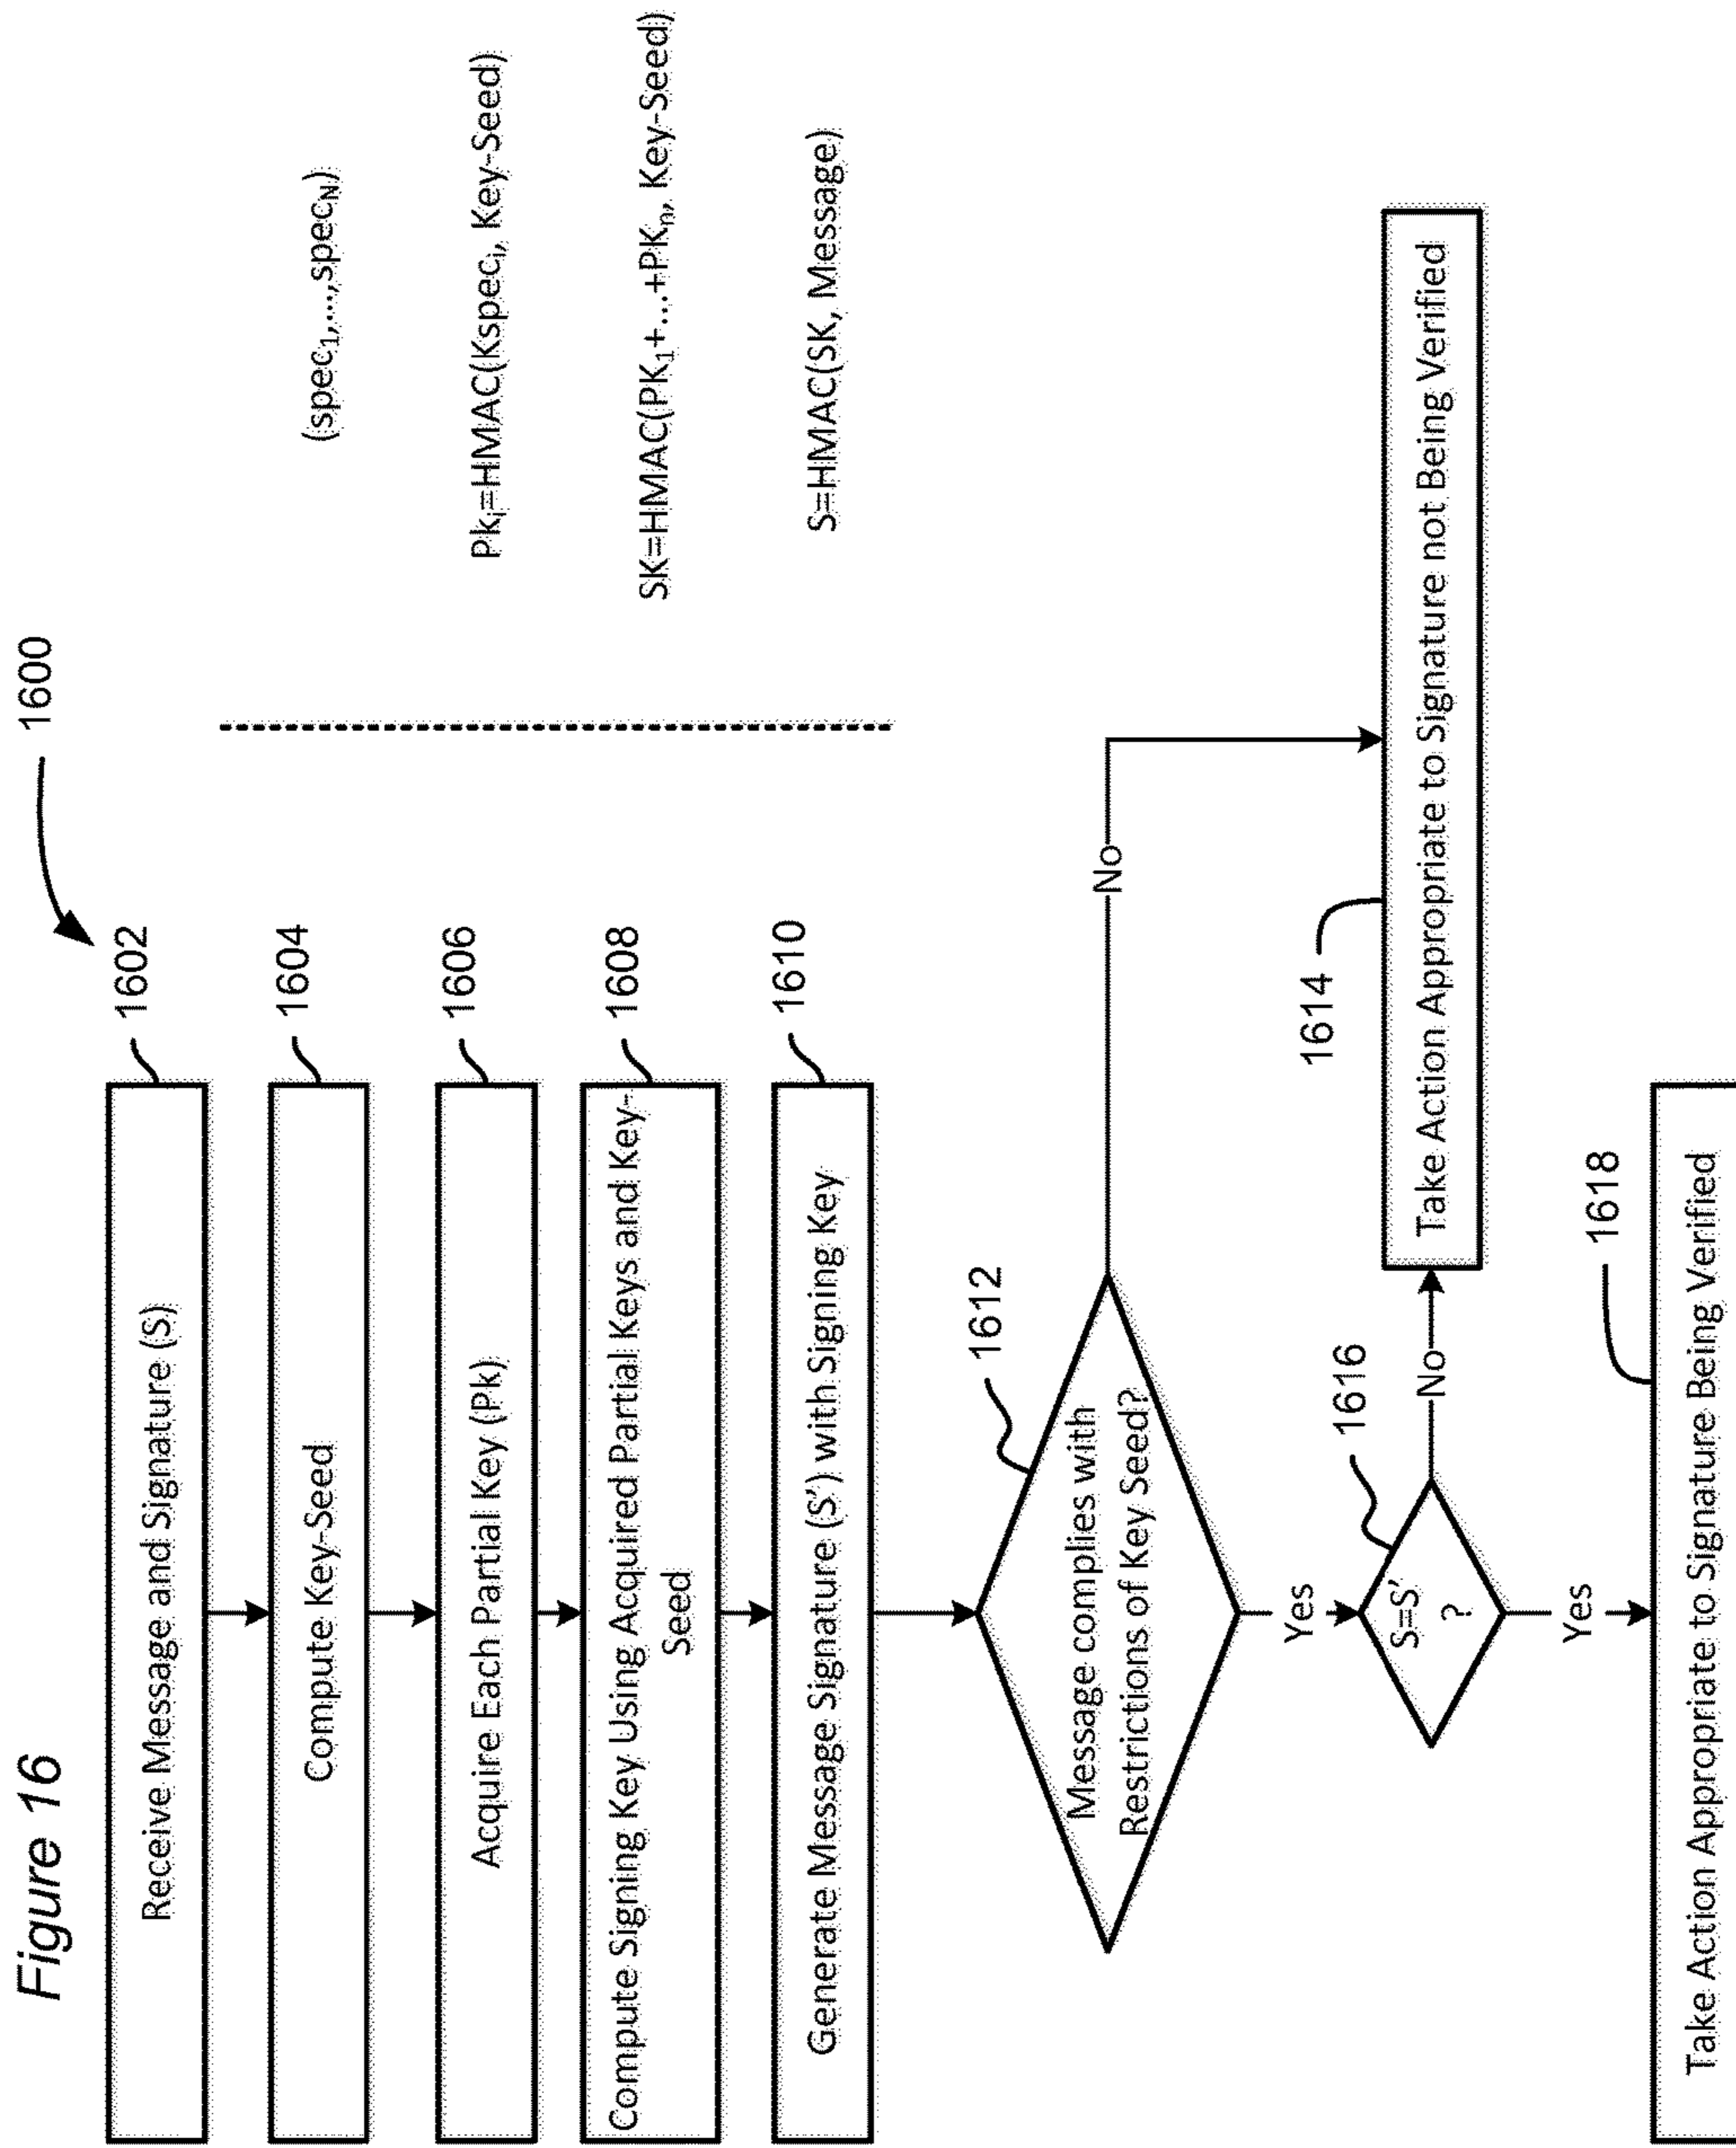 Figure 16
1600
Receive Message and Signature (S)
1602
Compute Key-Seed
1604
(spec₁,...,specN)
Acquire Each Partial Key (Pk)
1606
Pkᵢ=HMAC(Kspecᵢ, Key-Seed)
Compute Signing Key Using Acquired Partial Keys and Key-
Seed
1608
SK=HMAC(PK₁+...+PKₙ, Key-Seed)
Generate Message Signature (S’) with Signing Key
1610
S=HMAC(SK, Message)
Message complies with
Restrictions of Key Seed?
1612
No
Yes
S=S’
?
1616
No
1614
Take Action Appropriate to Signature not Being Verified
Yes
1618
Take Action Appropriate to Signature Being Verified